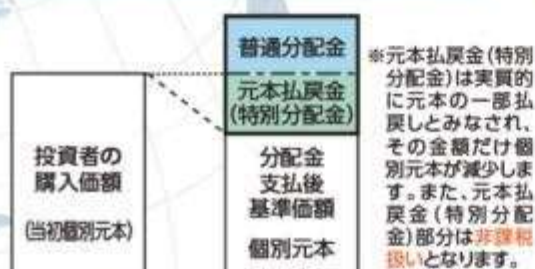 普通分配金
元本払戻金
(特別分配金)
投資者の
購入価額
(当初個別元本)
分配金
支払後
基準価額
個別元本
※元本払戻金(特別
分配金)は実質的
に元本の一部払
戻しとみなされ、
その金額だけ個
別元本が減少しま
す。また、元本払
戻金(特別分配
金)部分は非課税
扱いとなります。